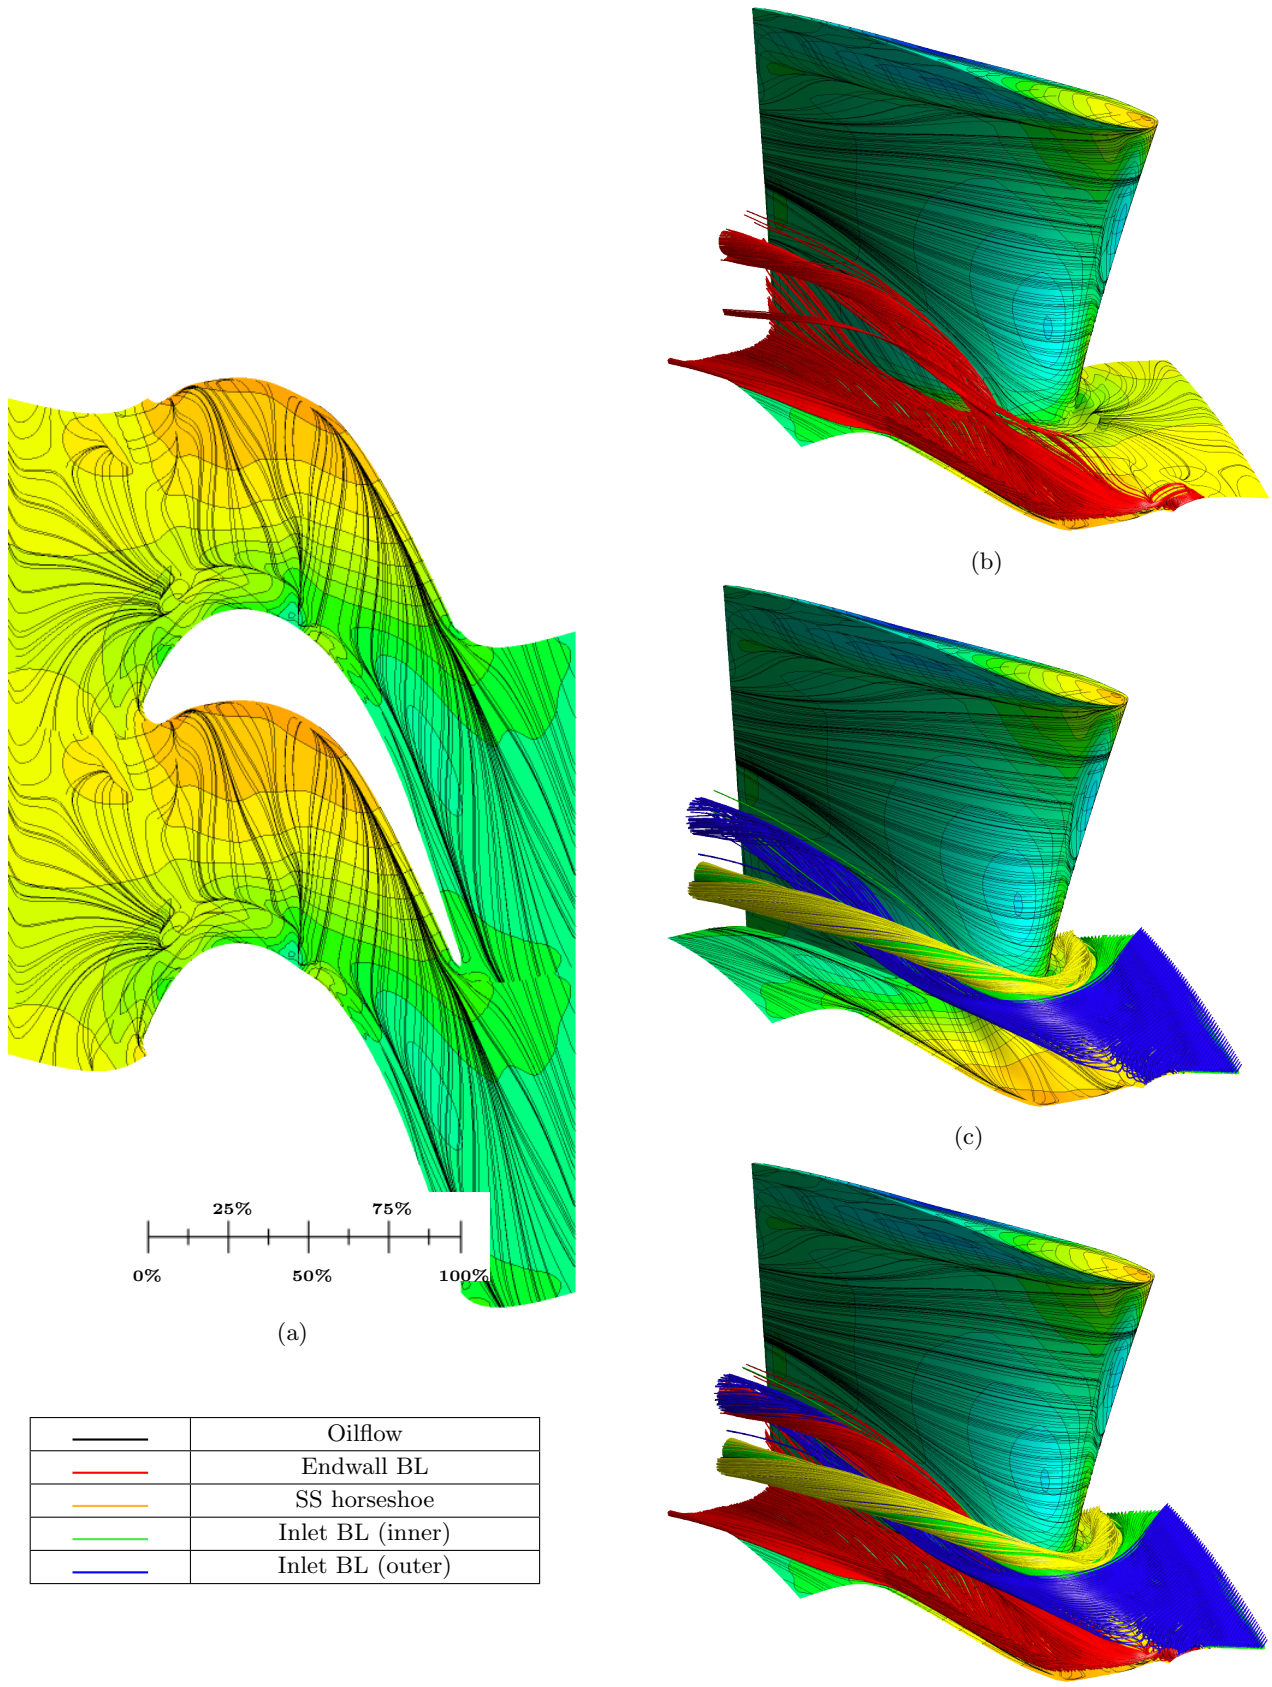 25% 75%
0% 50% 100%
(a)
Oilflow
Endwall BL
SS horseshoe
Inlet BL (inner)
Inlet BL (outer)
(b)
(c)